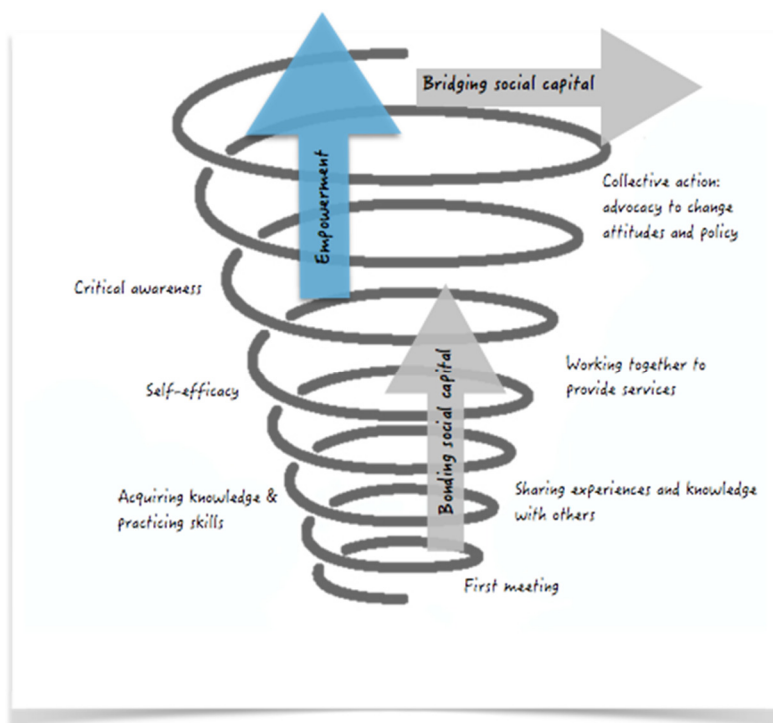 Bridging social capital
Empowerment
Collective action:
advocacy to change
attitudes and policy
Critical awareness
Bonding social capital
Working together to
provide services
Self-efficacy
Acquiring knowledge &
practicing skills
Sharing experiences and knowledge
with others
First meeting